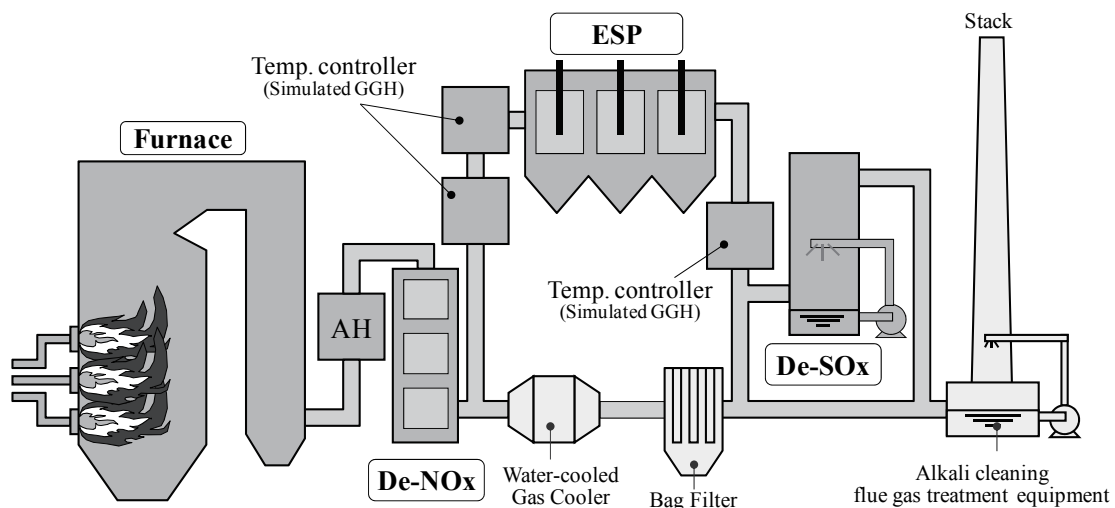 Stack
ESP
Temp. controller
(Simulated GGH)
Furnace
AH
Temp. controller
(Simulated GGH)
De-SOx
De-NOx
Water-cooled
Gas Cooler
Bag Filter
Alkali cleaning
flue gas treatment equipment